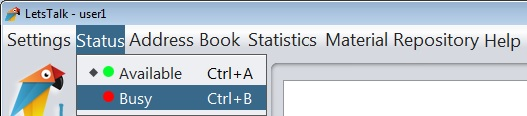 LetsTalk - user1
Settings Status Address Book Statistics Material Repository Help
Available Ctrl+A
Busy Ctrl+B